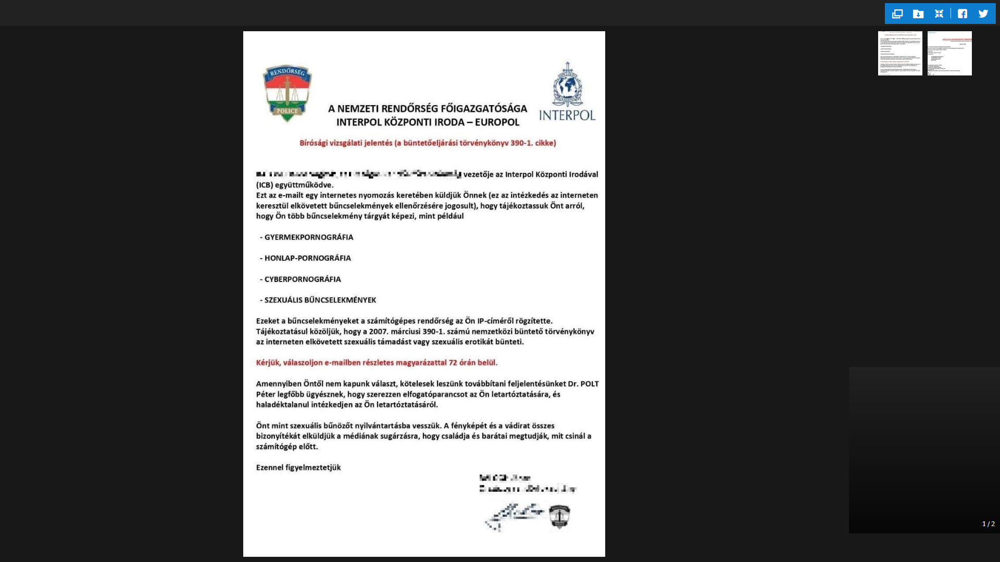 RENDŐRSÉG
POLICE
INTERPOL
A NEMZETI RENDŐRSÉG FŐIGAZGATÓSÁGA
INTERPOL KÖZPONTI IRODA – EUROPOL
Bírósági vizsgálati jelentés (a büntetőeljárási törvénykönyv 390-1. cikke)
vezetője az Interpol Központi Irodával
(ICB) együttműködve.
Ezt az e-mailt egy internetes nyomozás keretében küldjük Önnek (ez az intézkedés az interneten
keresztül elkövetett bűncselekmények ellenőrzésére jogosult), hogy tájékoztassuk Önt arról,
hogy Ön több bűncselekmény tárgyát képezi, mint például
- GYERMEKPORNOGRÁFIA
- HONLAP-PORNOGRÁFIA
- CYBERPORNOGRÁFIA
- SZEXUÁLIS BŰNCSELEKMÉNYEK
Ezeket a bűncselekményeket a számítógépes rendőrség az Ön IP-címéről rögzítette.
Tájékoztatásul közöljük, hogy a 2007. márciusi 390-1. számú nemzetközi büntető törvénykönyv
az interneten elkövetett szexuális támadást vagy szexuális erotikát bünteti.
Kérjük, válaszoljon e-mailben részletes magyarázattal 72 órán belül.
Amennyiben Öntől nem kapunk választ, kötelesek leszünk továbbítani feljelentésünket Dr. POLT
Péter legfőbb ügyésznek, hogy szerezzen elfogatóparancsot az Ön letartóztatására, és
haladéktalanul intézkedjen az Ön letartóztatásáról.
Önt mint szexuális bűnözőt nyilvántartásba vesszük. A fényképét és a vádirat összes
bizonyítékát elküldjük a médiának sugárzásra, hogy családja és barátai megtudják, mit csinál a
számítógép előtt.
Ezennel figyelmeztetjük
1 / 2